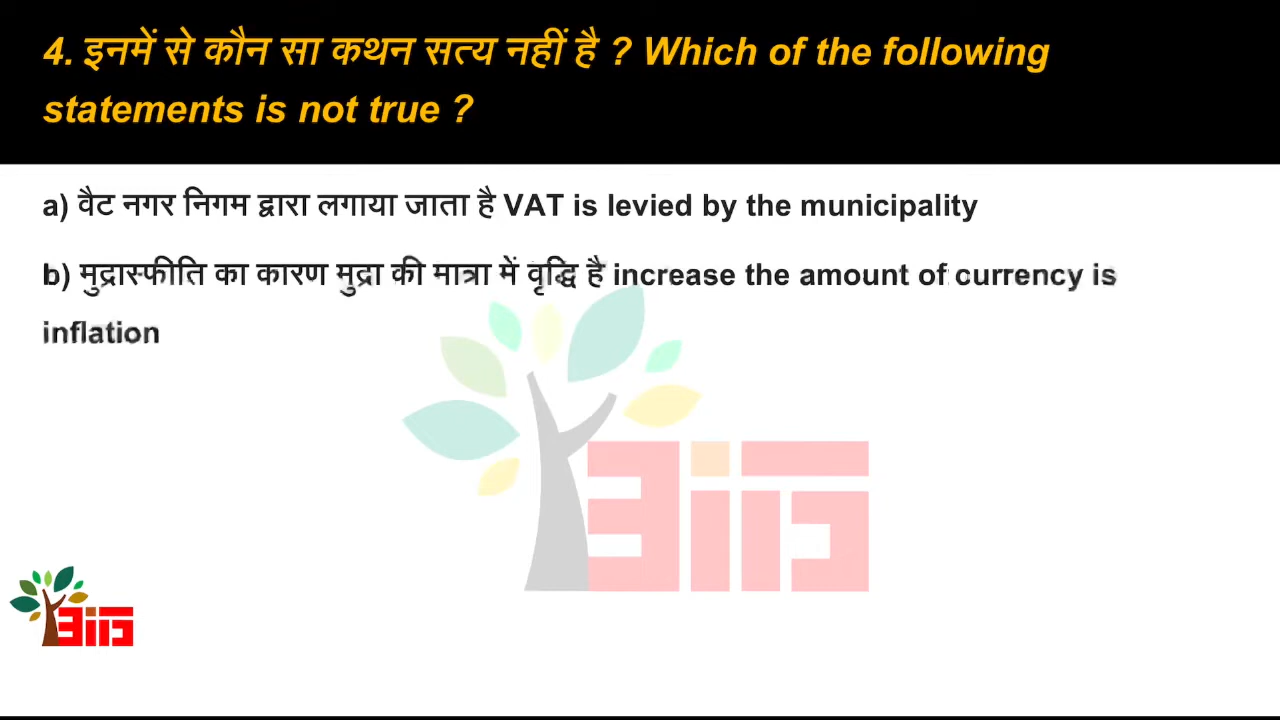 4. इनमें से कौन सा कथन सत्य नहीं है ? Which of the following
statements is not true ?
a) वैट नगर निगम द्वारा लगाया जाता है VAT is levied by the municipality
b) मुद्रास्फीति का कारण मुद्रा की मात्रा में वृद्धि है increase the amount of currency is
inflation